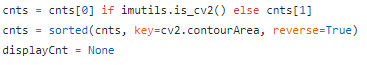 cnts = cnts[0] if imutils.is_cv2() else cnts[1]
cnts = sorted(cnts, key=cv2.contourArea, reverse=True)
displayCnt = None